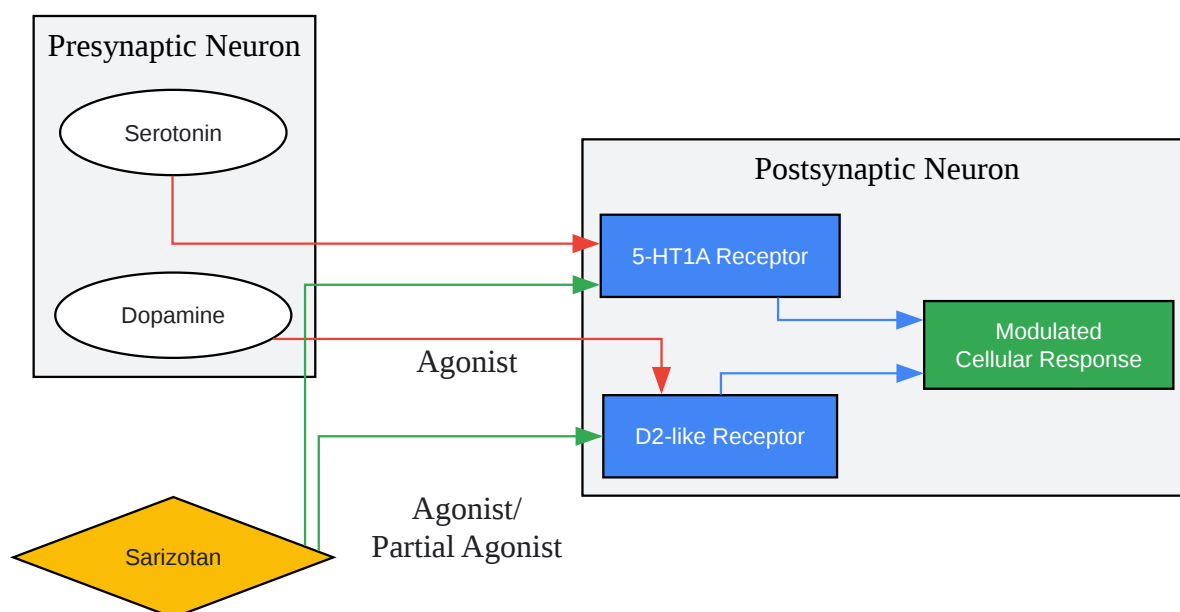 Presynaptic Neuron
Serotonin
Dopamine
Postsynaptic Neuron
5-HT1A Receptor
Modulated
Cellular Response
Agonist
D2-like Receptor
Agonist/
Partial Agonist
Sarizotan